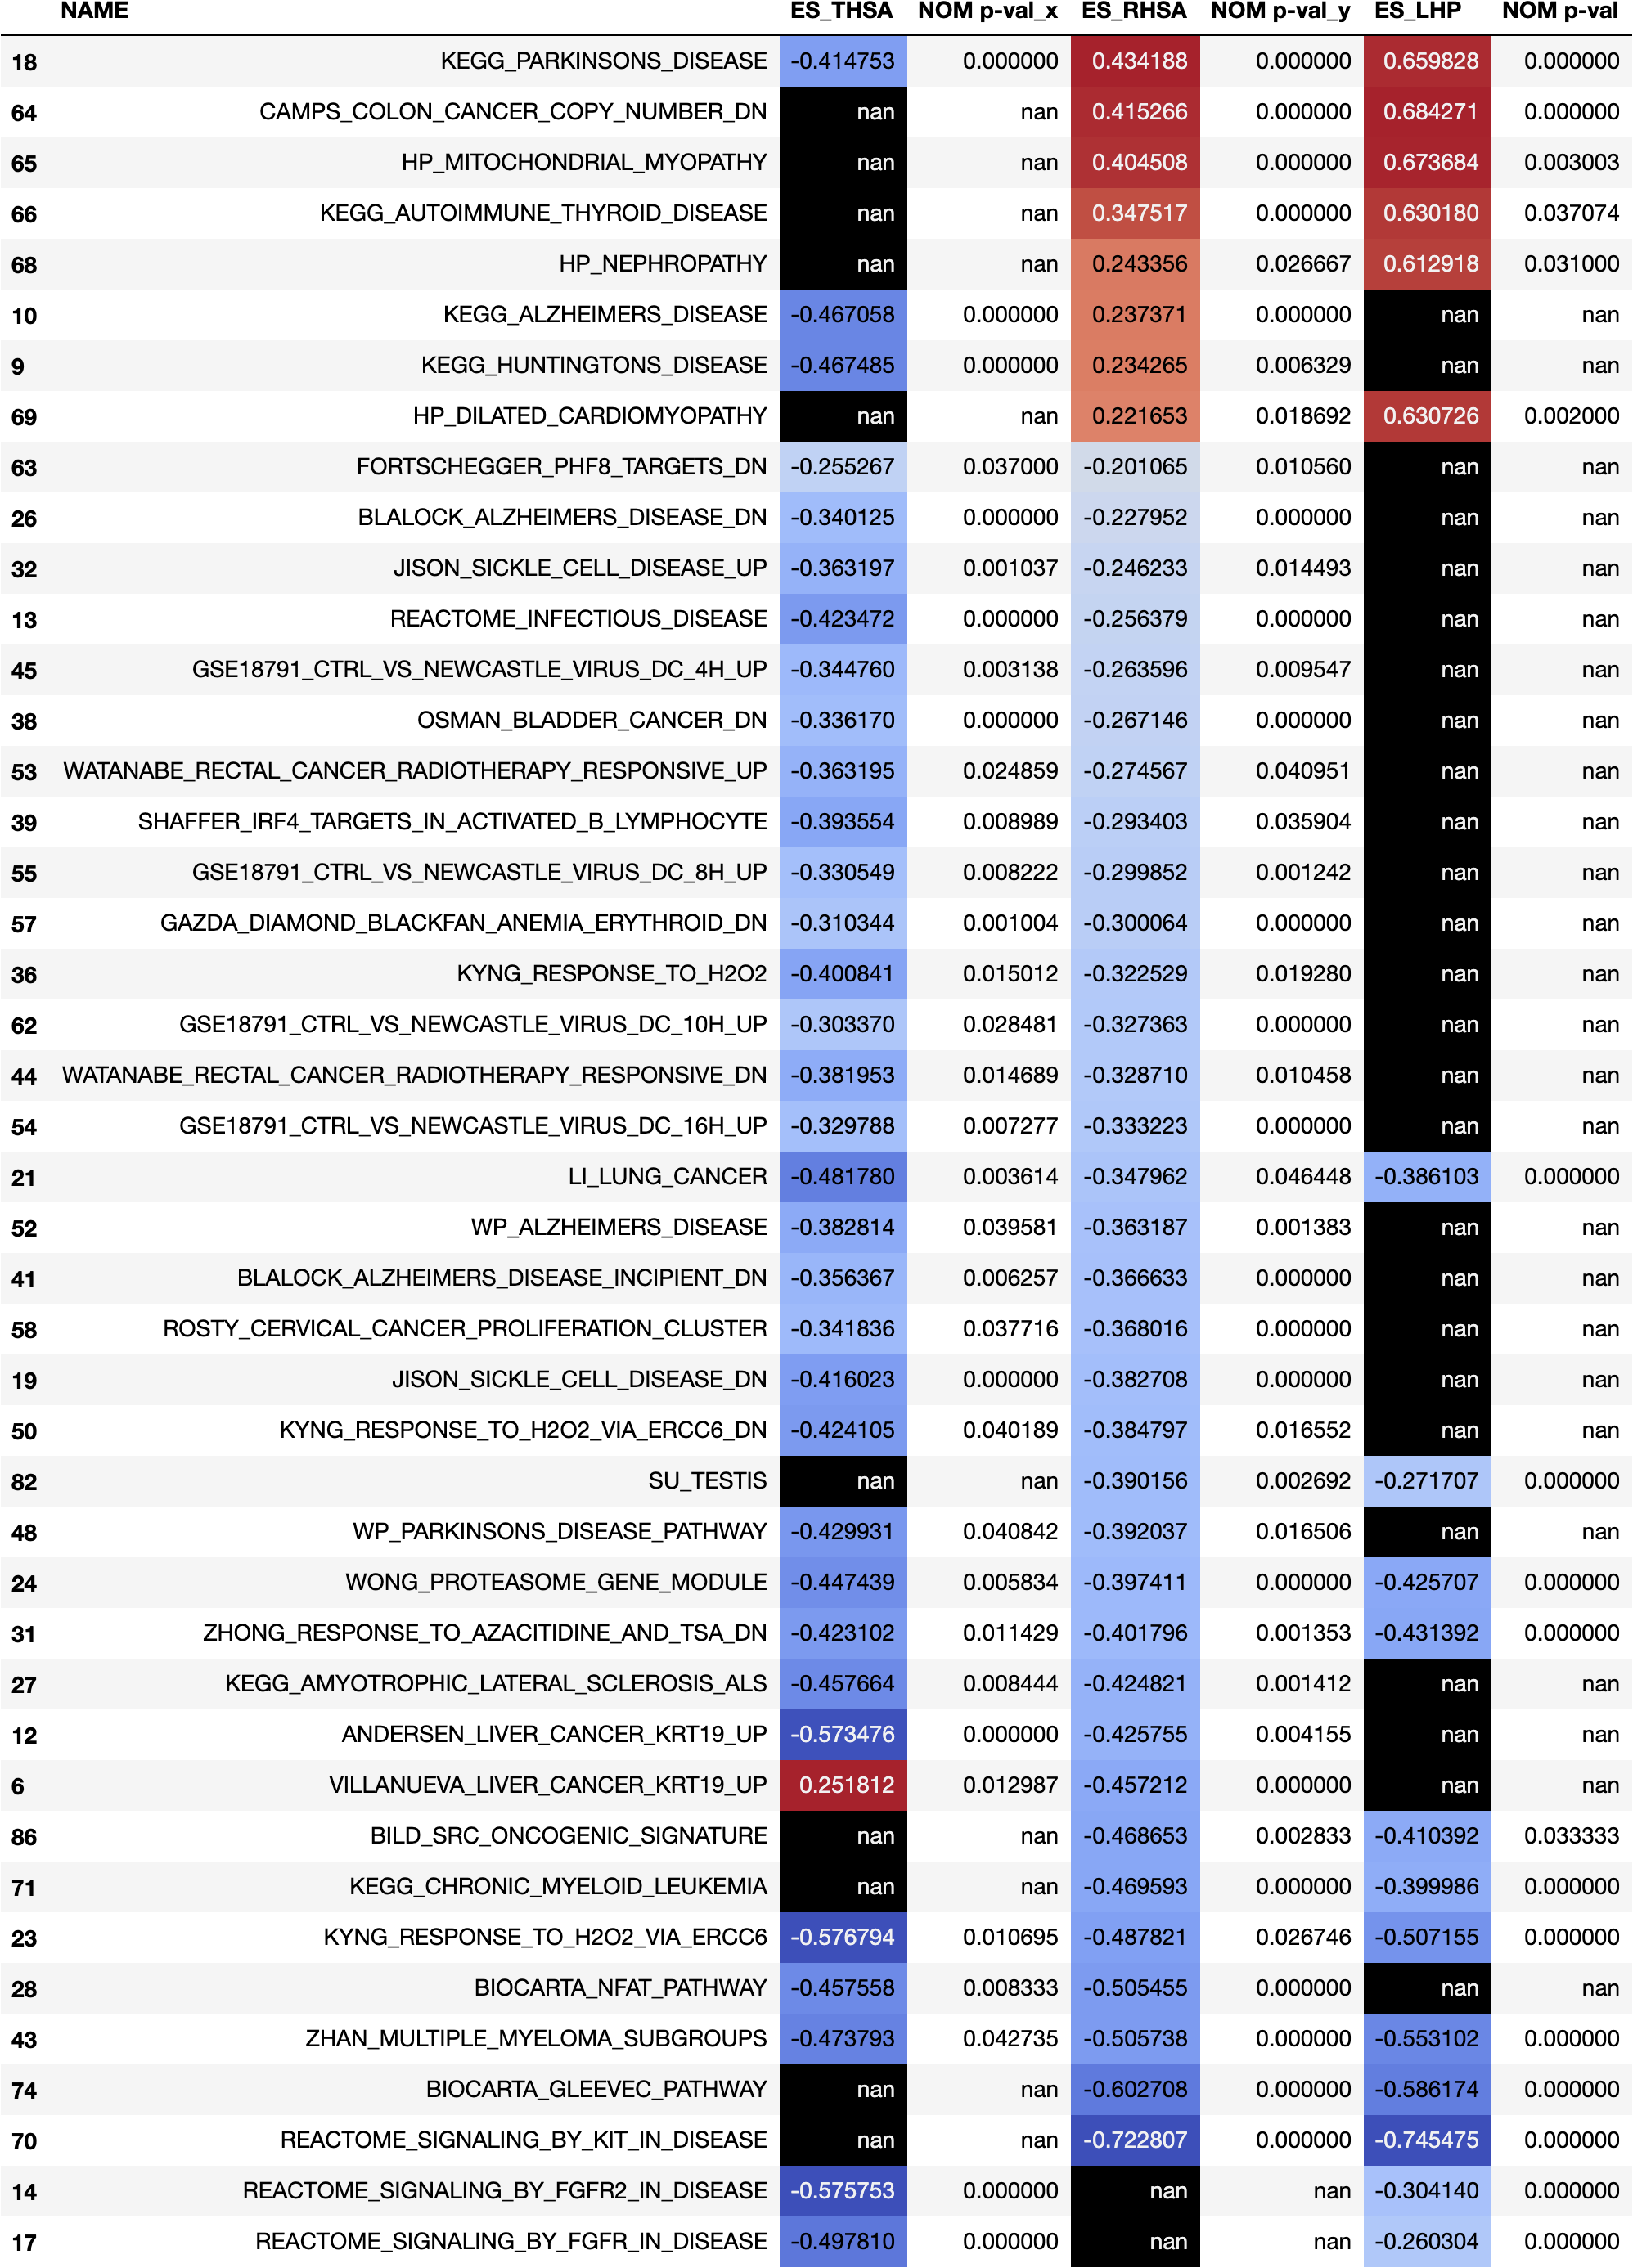 NAME ES_THSA NOM p-val_x ES_RHSA NOM p-val_y ES_LHP NOM p-val
18 KEGG_PARKINSONS_DISEASE -0.414753 0.000000 0.434188 0.000000 0.659828 0.000000
64 CAMPS_COLON_CANCER_COPY_NUMBER_DN nan nan 0.415266 0.000000 0.684271 0.000000
65 HP_MITOCHONDRIAL_MYOPATHY nan nan 0.404508 0.000000 0.673684 0.003003
66 KEGG_AUTOIMMUNE_THYROID_DISEASE nan nan 0.347517 0.000000 0.630180 0.037074
68 HP_NEPHROPATHY nan nan 0.243356 0.026667 0.612918 0.031000
10 KEGG_ALZHEIMERS_DISEASE -0.467058 0.000000 0.237371 0.000000 nan nan
9 KEGG_HUNTINGTONS_DISEASE -0.467485 0.000000 0.234265 0.006329 nan nan
69 HP_DILATED_CARDIOMYOPATHY nan nan 0.221653 0.018692 0.630726 0.002000
63 FORTSCHEGGER_PHF8_TARGETS_DN -0.255267 0.037000 -0.201065 0.010560 nan nan
26 BLALOCK_ALZHEIMERS_DISEASE_DN -0.340125 0.000000 -0.227952 0.000000 nan nan
32 JISON_SICKLE_CELL_DISEASE_UP -0.363197 0.001037 -0.246233 0.014493 nan nan
13 REACTOME_INFECTIOUS_DISEASE -0.423472 0.000000 -0.256379 0.000000 nan nan
45 GSE18791_CTRL_VS_NEWCASTLE_VIRUS_DC_4H_UP -0.344760 0.003138 -0.263596 0.009547 nan nan
38 OSMAN_BLADDER_CANCER_DN -0.336170 0.000000 -0.267146 0.000000 nan nan
53 WATANABE_RECTAL_CANCER_RADIOTHERAPY_RESPONSIVE_UP -0.363195 0.024859 -0.274567 0.040951 nan nan
39 SHAFFER_IRF4_TARGETS_IN_ACTIVATED_B_LYMPHOCYTE -0.393554 0.008989 -0.293403 0.035904 nan nan
55 GSE18791_CTRL_VS_NEWCASTLE_VIRUS_DC_8H_UP -0.330549 0.008222 -0.299852 0.001242 nan nan
57 GAZDA_DIAMOND_BLACKFAN_ANEMIA_ERYTHROID_DN -0.310344 0.001004 -0.300064 0.000000 nan nan
36 KYNG_RESPONSE_TO_H2O2 -0.400841 0.015012 -0.322529 0.019280 nan nan
62 GSE18791_CTRL_VS_NEWCASTLE_VIRUS_DC_10H_UP -0.303370 0.028481 -0.327363 0.000000 nan nan
44 WATANABE_RECTAL_CANCER_RADIOTHERAPY_RESPONSIVE_DN -0.381953 0.014689 -0.328710 0.010458 nan nan
54 GSE18791_CTRL_VS_NEWCASTLE_VIRUS_DC_16H_UP -0.329788 0.007277 -0.333223 0.000000 nan nan
21 LI_LUNG_CANCER -0.481780 0.003614 -0.347962 0.046448 -0.386103 0.000000
52 WP_ALZHEIMERS_DISEASE -0.382814 0.039581 -0.363187 0.001383 nan nan
41 BLALOCK_ALZHEIMERS_DISEASE_INCIPIENT_DN -0.356367 0.006257 -0.366633 0.000000 nan nan
58 ROSTY_CERVICAL_CANCER_PROLIFERATION_CLUSTER -0.341836 0.037716 -0.368016 0.000000 nan nan
19 JISON_SICKLE_CELL_DISEASE_DN -0.416023 0.000000 -0.382708 0.000000 nan nan
50 KYNG_RESPONSE_TO_H2O2_VIA_ERCC6_DN -0.424105 0.040189 -0.384797 0.016552 nan nan
82 SU_TESTIS nan nan -0.390156 0.002692 -0.271707 0.000000
48 WP_PARKINSONS_DISEASE_PATHWAY -0.429931 0.040842 -0.392037 0.016506 nan nan
24 WONG_PROTEASOME_GENE_MODULE -0.447439 0.005834 -0.397411 0.000000 -0.425707 0.000000
31 ZHONG_RESPONSE_TO_AZACITIDINE_AND_TSA_DN -0.423102 0.011429 -0.401796 0.001353 -0.431392 0.000000
27 KEGG_AMYOTROPHIC_LATERAL_SCLEROSIS_ALS -0.457664 0.008444 -0.424821 0.001412 nan nan
12 ANDERSEN_LIVER_CANCER_KRT19_UP -0.573476 0.000000 -0.425755 0.004155 nan nan
6 VILLANUEVA_LIVER_CANCER_KRT19_UP 0.251812 0.012987 -0.457212 0.000000 nan nan
86 BILD_SRC_ONCOGENIC_SIGNATURE nan nan -0.468653 0.002833 -0.410392 0.033333
71 KEGG_CHRONIC_MYELOID_LEUKEMIA nan nan -0.469593 0.000000 -0.399986 0.000000
23 KYNG_RESPONSE_TO_H2O2_VIA_ERCC6 -0.576794 0.010695 -0.487821 0.026746 -0.507155 0.000000
28 BIOCARTA_NFAT_PATHWAY -0.457558 0.008333 -0.505455 0.000000 nan nan
43 ZHAN_MULTIPLE_MYELOMA_SUBGROUPS -0.473793 0.042735 -0.505738 0.000000 -0.553102 0.000000
74 BIOCARTA_GLEEVEC_PATHWAY nan nan -0.602708 0.000000 -0.586174 0.000000
70 REACTOME_SIGNALING_BY_KIT_IN_DISEASE nan nan -0.722807 0.000000 -0.745475 0.000000
14 REACTOME_SIGNALING_BY_FGFR2_IN_DISEASE -0.575753 0.000000 nan nan -0.304140 0.000000
17 REACTOME_SIGNALING_BY_FGFR_IN_DISEASE -0.497810 0.000000 nan nan -0.260304 0.000000